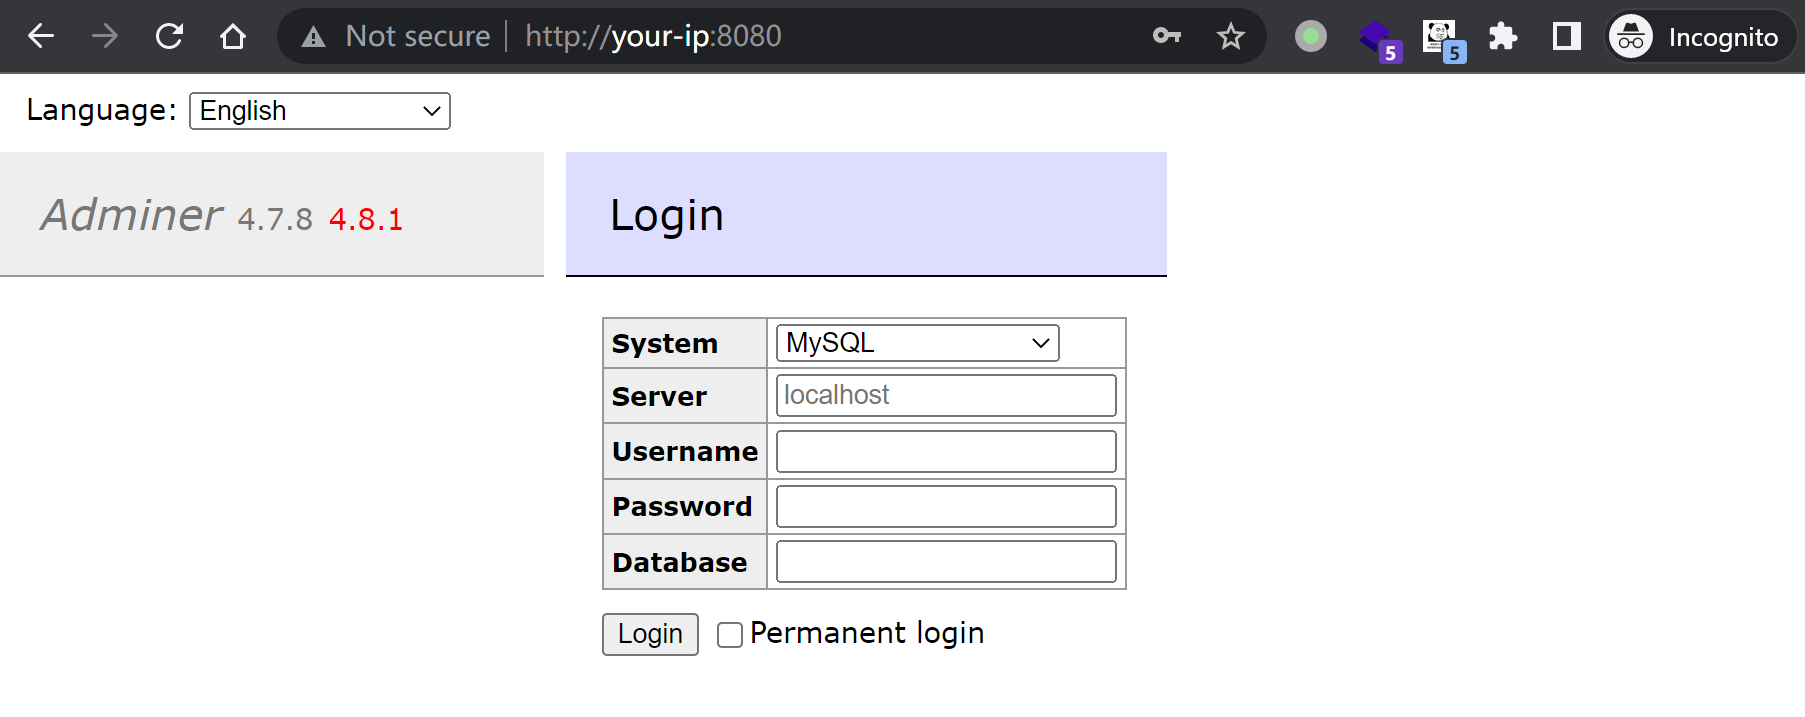 Not secure http://your-ip:8080 5 5 Incognito
Language: English
Adminer 4.7.8 4.8.1
Login
System MySQL
Server localhost
Username
Password
Database
Login Permanent login